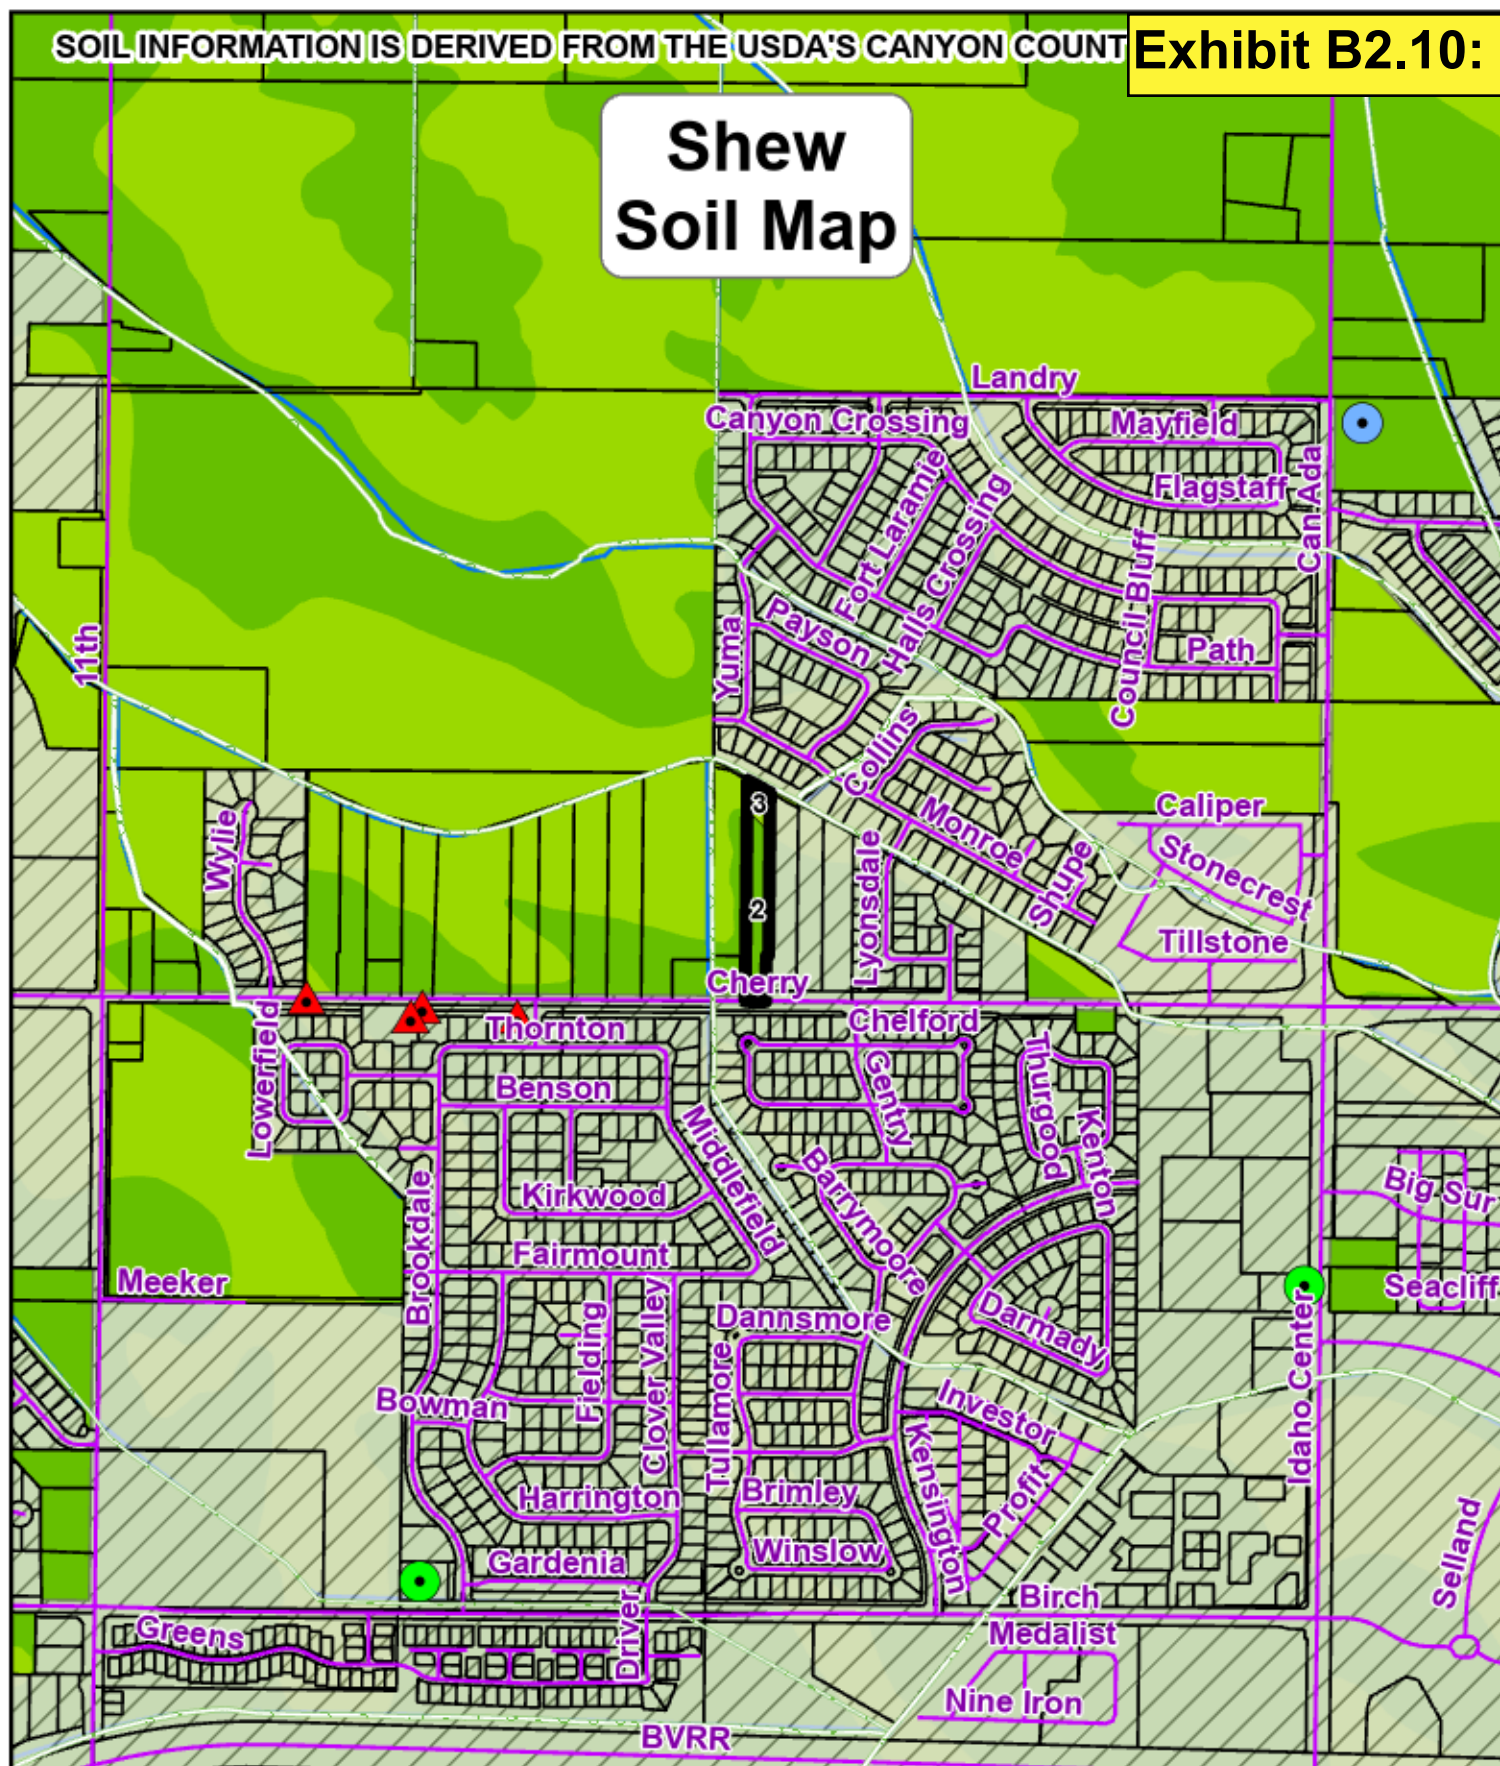 SOIL INFORMATION IS DERIVED FROM THE USDA'S CANYON COUNT
Exhibit B2.10:
Shew
Soil Map
Landry
Canyon Crossing
Mayfield
Flagstaff
Can Ada
Fort Laramie
Halls Crossing
Council Bluff
Payson
Path
Yuma
11th
Collins
3
Caliper
Monroe
Stonecrest
Wylie
Lyonsdale
Shupe
2
Tillstone
Cherry
Thornton
Chelford
Lowerfield
Gentry
Thurgood
Benson
Middlefield
Kenton
Kirkwood
Barrymoore
Big Sur
Brookdale
Fairmount
Meeker
Seacliff
Dannsmore
Darmady
Fielding
Clover Valley
Tullamore
Idaho Center
Bowman
Investor
Kensington
Profit
Harrington
Brimley
Winslow
Gardenia
Selland
Birch
Greens
Driver
Medalist
Nine Iron
BVRR